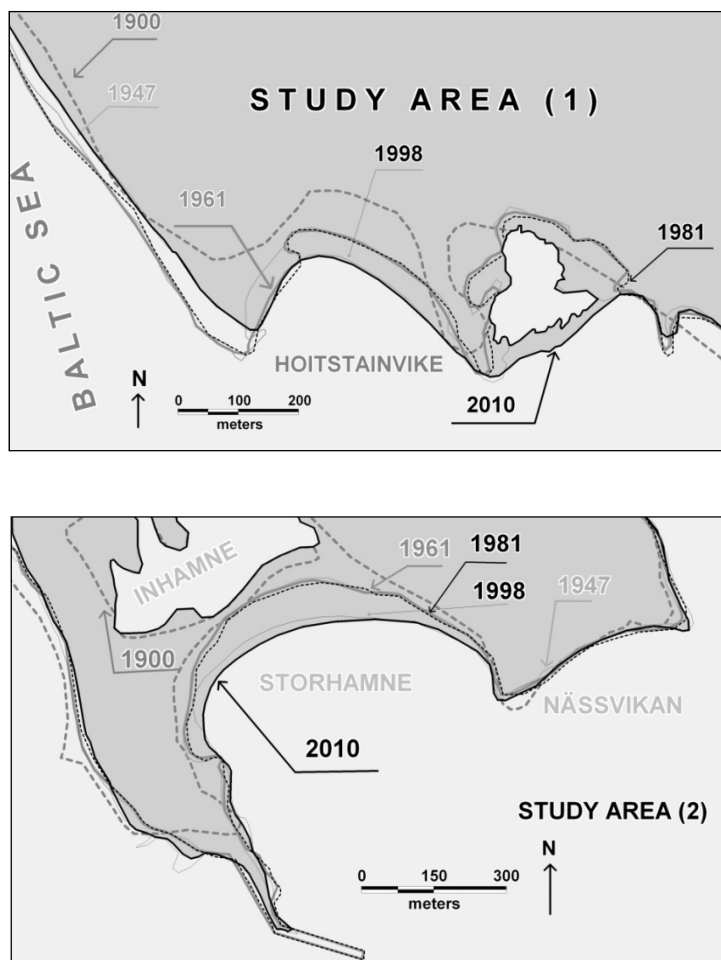 1900
1947
STUDY AREA (1)
1998
1961
1981
BALTIC SEA
HOITSTAINVIKE
N
0 100 200
meters
2010
1961
1981
INHAMNE
1998
1947
1900
STORHAMNE
NÄSSVIKAN
2010
STUDY AREA (2)
N
0 150 300
meters